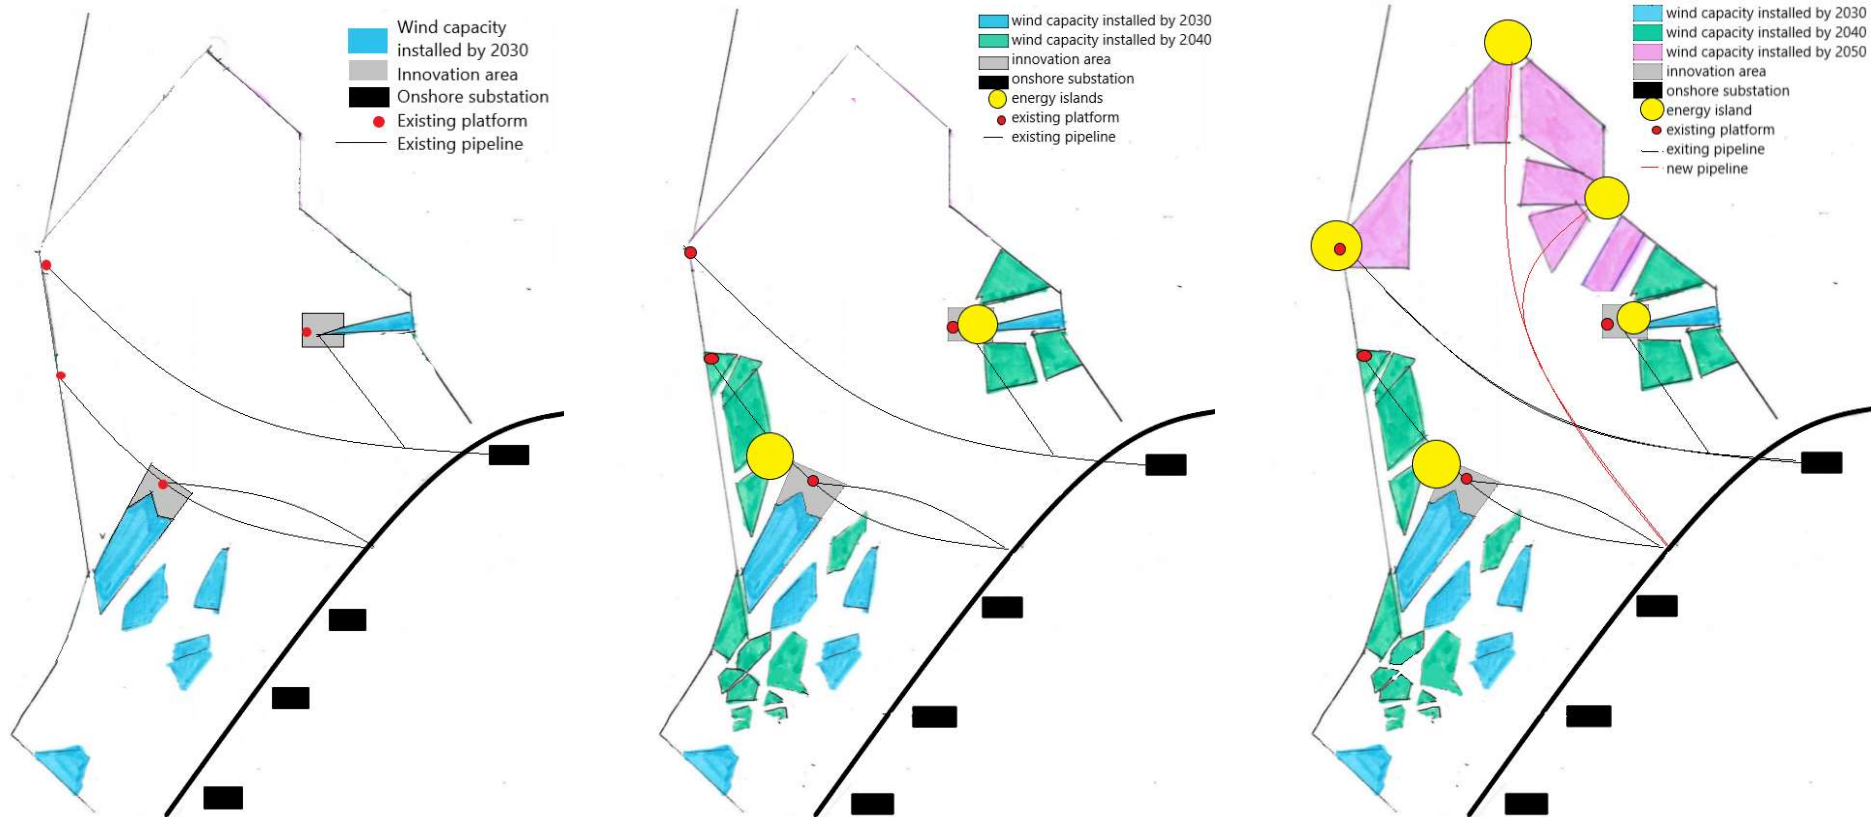 Wind capacity
installed by 2030
Innovation area
Onshore substation
Existing platform
Existing pipeline
wind capacity installed by 2030
wind capacity installed by 2040
innovation area
onshore substation
energy islands
existing platform
existing pipeline
wind capacity installed by 2030
wind capacity installed by 2040
wind capacity installed by 2050
innovation area
onshore substation
energy island
existing platform
exiting pipeline
new pipeline